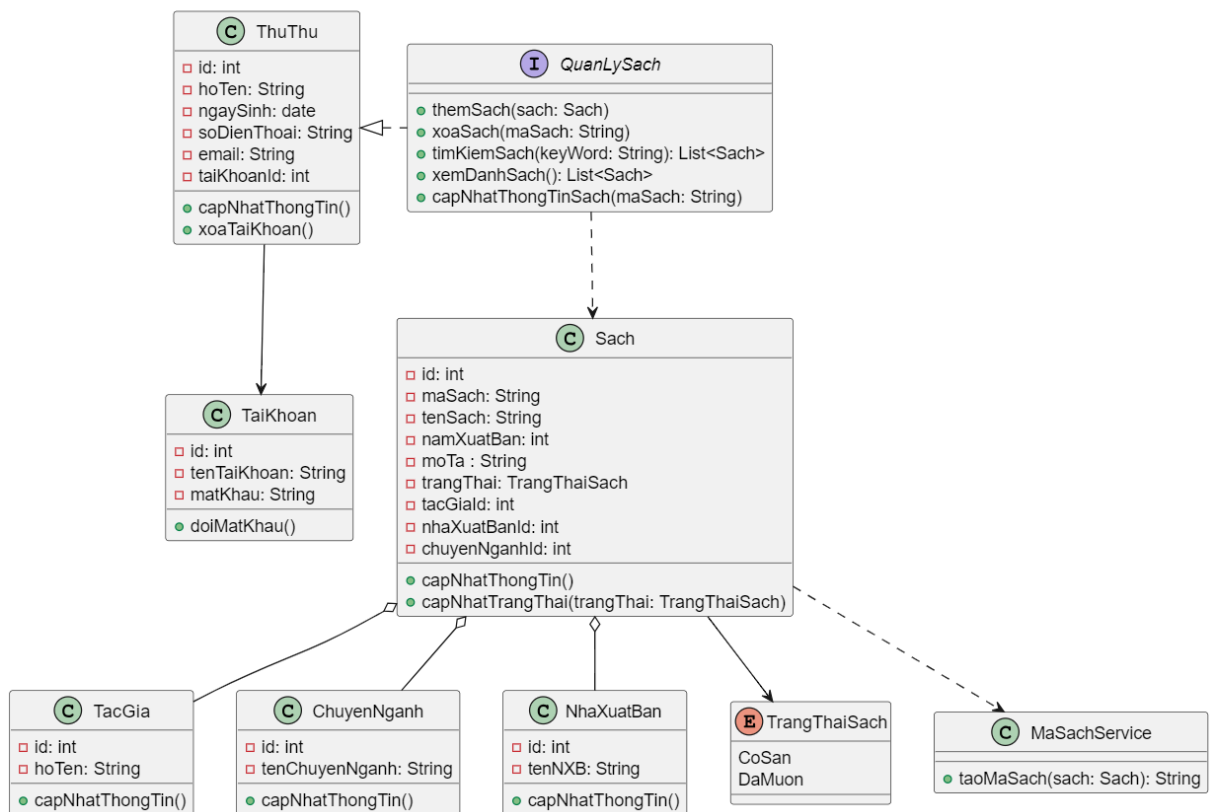 C ThuThu
id: int
hoTen: String
ngaySinh: date
soDienThoai: String
email: String
taiKhoanId: int
capNhatThongTin()
xoaTaiKhoan()
I QuanLySach
themSach(sach: Sach)
xoaSach(maSach: String)
timKiemSach(keyWord: String): List<Sach>
xemDanhSach(): List<Sach>
capNhatThongTinSach(maSach: String)
C TaiKhoan
id: int
tenTaiKhoan: String
matKhau: String
doiMatKhau()
C Sach
id: int
maSach: String
tenSach: String
namXuatBan: int
moTa : String
trangThai: TrangThaiSach
tacGiaId: int
nhaXuatBanId: int
chuyenNganhId: int
capNhatThongTin()
capNhatTrangThai(trangThai: TrangThaiSach)
C TacGia
id: int
hoTen: String
capNhatThongTin()
C ChuyenNganh
id: int
tenChuyenNganh: String
capNhatThongTin()
C NhaXuatBan
id: int
tenNXB: String
capNhatThongTin()
E TrangThaiSach
CoSan
DaMuon
C MaSachService
taoMaSach(sach: Sach): String